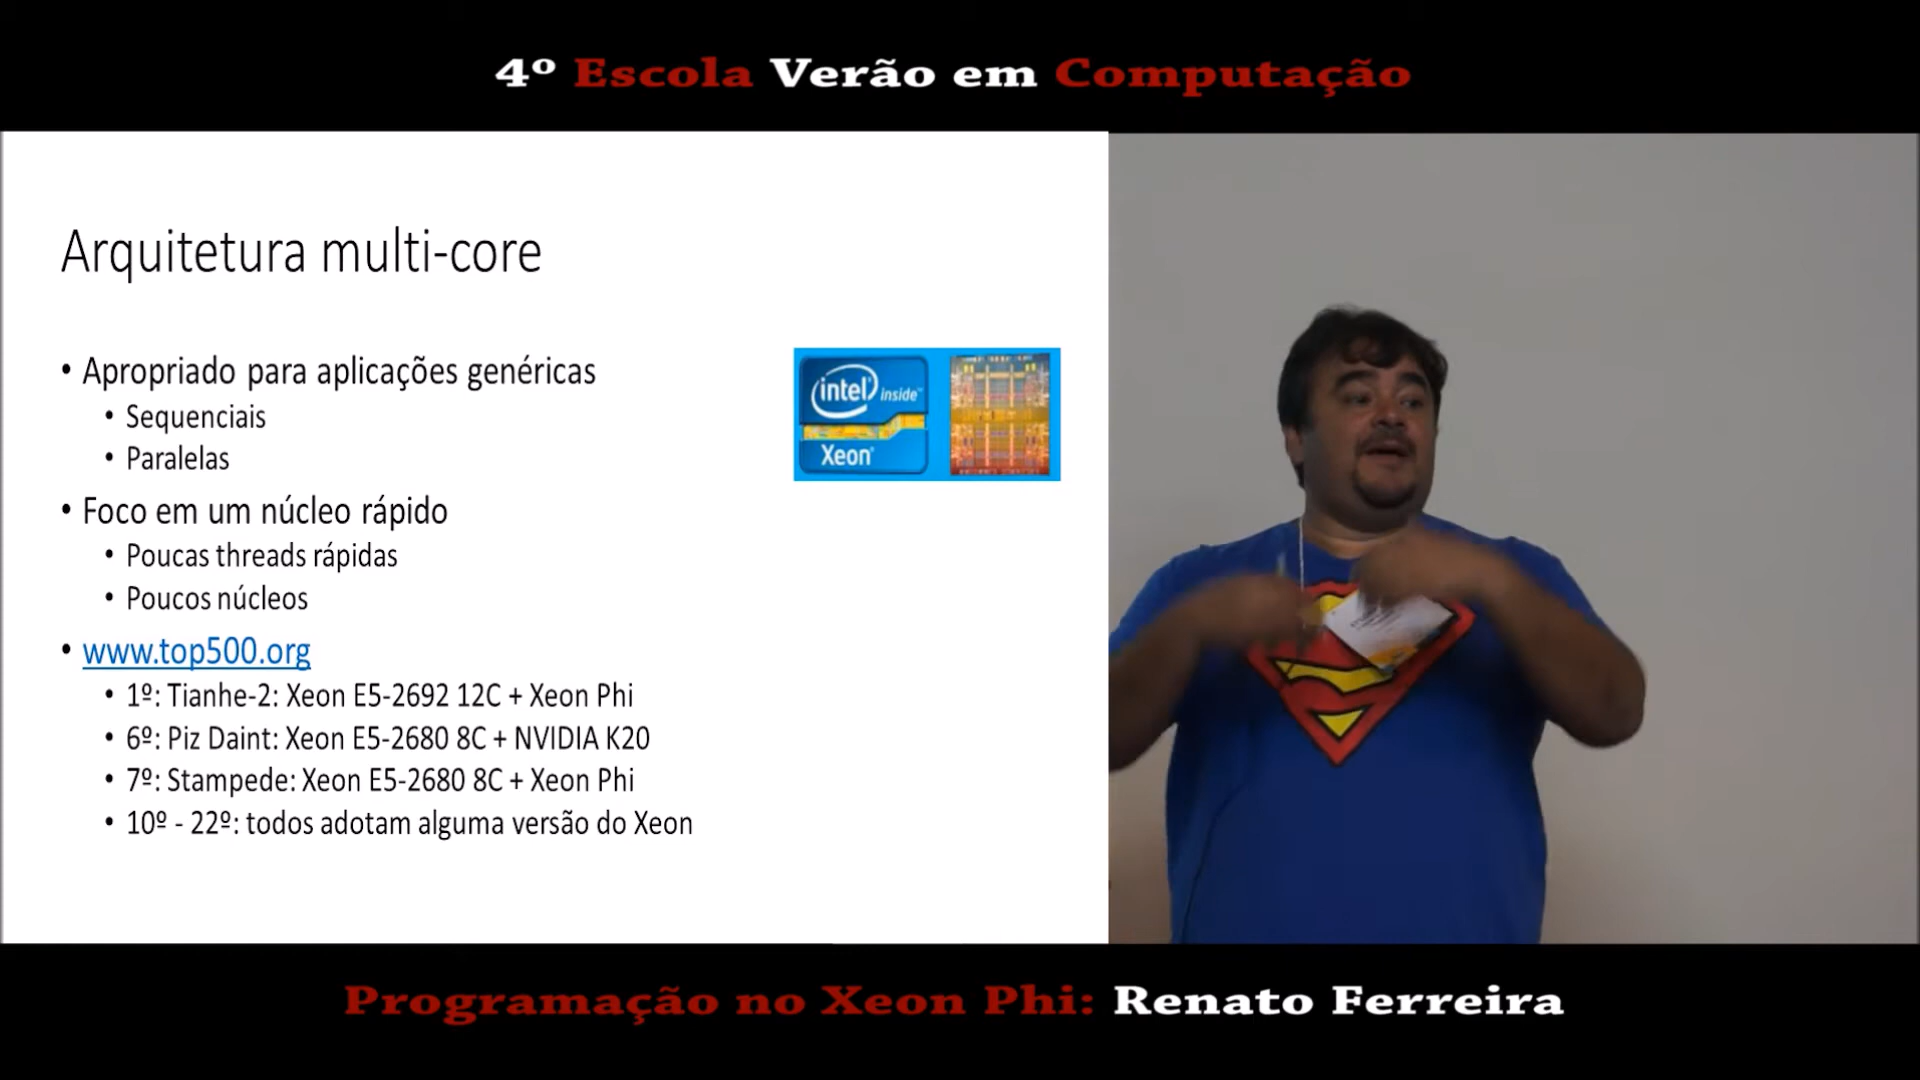 4º Escola Verão em Computação
Arquitetura multi-core
• Apropriado para aplicações genéricas
• Sequenciais
• Paralelas
• Foco em um núcleo rápido
• Poucas threads rápidas
• Poucos núcleos
• www.top500.org
• 1º: Tianhe-2: Xeon E5-2692 12C + Xeon Phi
• 6º: Piz Daint: Xeon E5-2680 8C + NVIDIA K20
• 7º: Stampede: Xeon E5-2680 8C + Xeon Phi
• 10º - 22º: todos adotam alguma versão do Xeon
intel inside™
Xeon®
Programação no Xeon Phi: Renato Ferreira